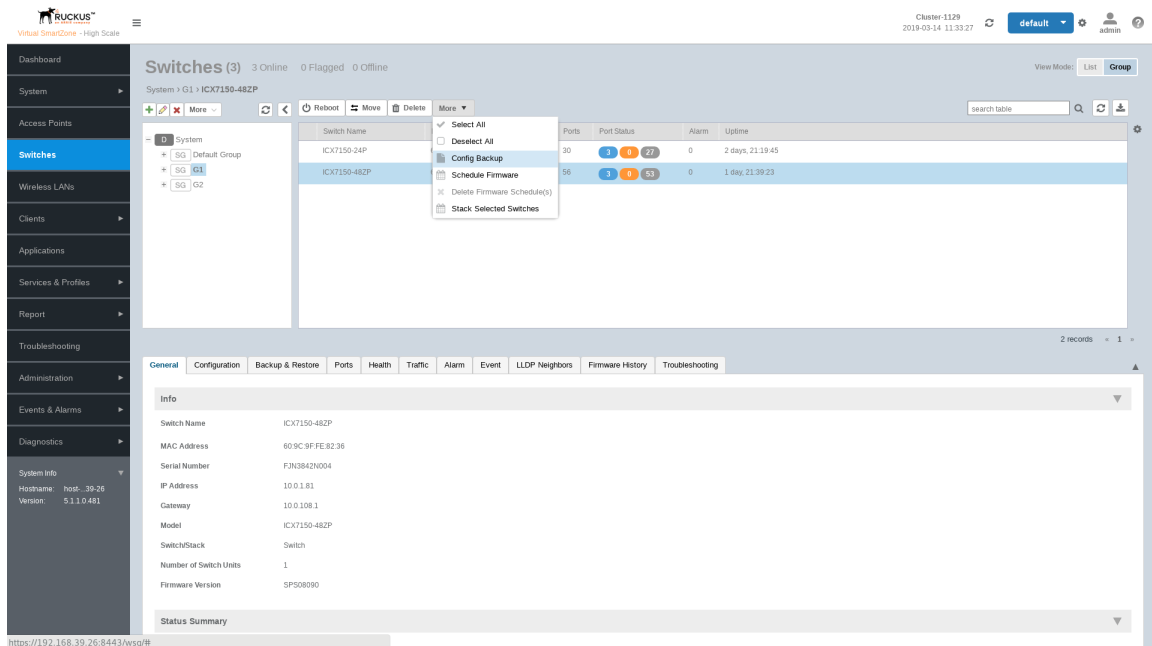 RUCKUS™
Virtual SmartZone - High Scale
Cluster-1129
2019-03-14 11:33:27
default
admin
Dashboard
System
Access Points
Switches
Wireless LANs
Clients
Applications
Services & Profiles
Report
Troubleshooting
Administration
Events & Alarms
Diagnostics
System Info
Hostname: host-...39-26
Version: 5.1.1.0.481
Switches (3) 3 Online 0 Flagged 0 Offline
View Mode: List Group
System › G1 › ICX7150-48ZP
More
Reboot Move Delete More
search table
D System
SG Default Group
SG G1
SG G2
Switch Name Ports Port Status Alarm Uptime
ICX7150-24P 30 3 0 27 0 2 days, 21:19:45
ICX7150-48ZP 56 3 0 53 0 1 day, 21:39:23
Select All
Deselect All
Config Backup
Schedule Firmware
Delete Firmware Schedule(s)
Stack Selected Switches
2 records « 1 »
General Configuration Backup & Restore Ports Health Traffic Alarm Event LLDP Neighbors Firmware History Troubleshooting
Info
Switch Name ICX7150-48ZP
MAC Address 60:9C:9F:FE:82:36
Serial Number FJN3842N004
IP Address 10.0.1.81
Gateway 10.0.108.1
Model ICX7150-48ZP
Switch/Stack Switch
Number of Switch Units 1
Firmware Version SPS08090
Status Summary
https://192.168.39.26:8443/wsg/#